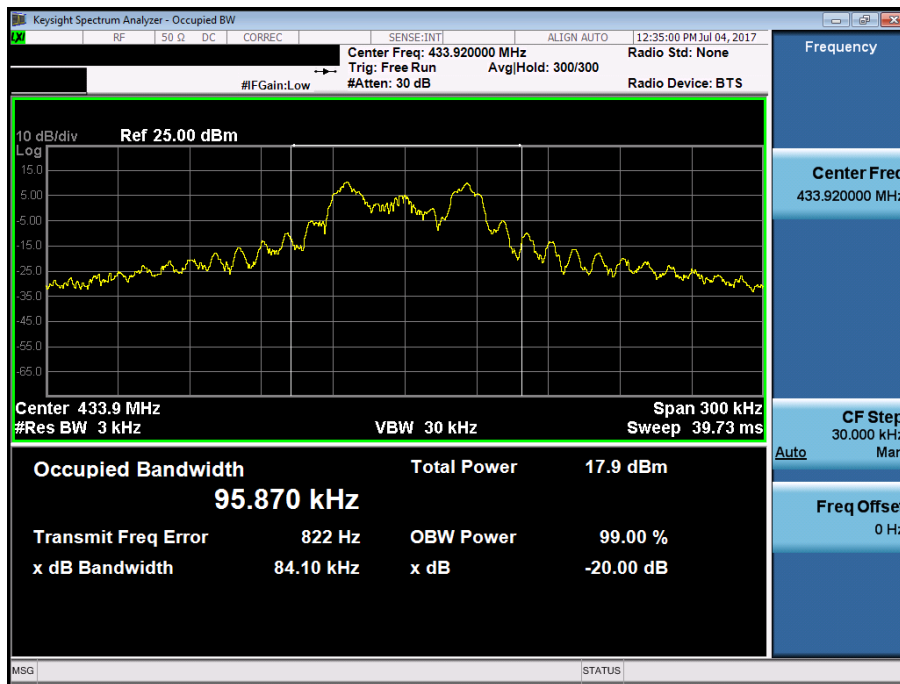 Keysight Spectrum Analyzer - Occupied BW
LXI RF 50 Ω DC CORREC SENSE:INT ALIGN AUTO 12:35:00 PM Jul 04, 2017
Center Freq: 433.920000 MHz Radio Std: None
Trig: Free Run Avg|Hold: 300/300
#IFGain:Low #Atten: 30 dB Radio Device: BTS
10 dB/div Ref 25.00 dBm
Log
15.0
5.00
-5.00
-15.0
-25.0
-35.0
-45.0
-55.0
-65.0
Center 433.9 MHz Span 300 kHz
#Res BW 3 kHz VBW 30 kHz Sweep 39.73 ms
Occupied Bandwidth Total Power 17.9 dBm
95.870 kHz
Transmit Freq Error 822 Hz OBW Power 99.00 %
x dB Bandwidth 84.10 kHz x dB -20.00 dB
MSG STATUS
Frequency
Center Freq
433.920000 MHz
CF Step
30.000 kHz
Auto Man
Freq Offset
0 Hz